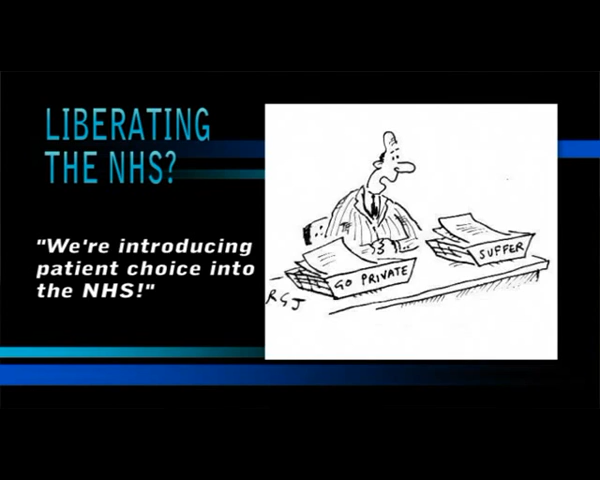 LIBERATING
THE NHS?
"We're introducing
patient choice into
the NHS!"
GO PRIVATE
SUFFER
RGJ